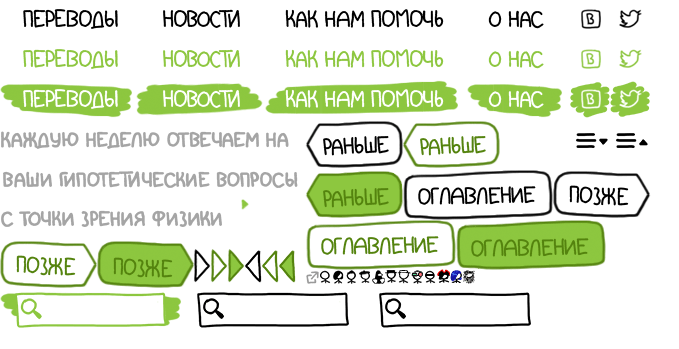 ПЕРЕВОДЫ НОВОСТИ КАК НАМ ПОМОЧЬ О НАС В
ПЕРЕВОДЫ НОВОСТИ КАК НАМ ПОМОЧЬ О НАС В
ПЕРЕВОДЫ НОВОСТИ КАК НАМ ПОМОЧЬ О НАС В
КАЖДУЮ НЕДЕЛЮ ОТВЕЧАЕМ НА
ВАШИ ГИПОТЕТИЧЕСКИЕ ВОПРОСЫ
С ТОЧКИ ЗРЕНИЯ ФИЗИКИ
РАНЬШЕ РАНЬШЕ
РАНЬШЕ ОГЛАВЛЕНИЕ ПОЗЖЕ
ОГЛАВЛЕНИЕ ОГЛАВЛЕНИЕ
ПОЗЖЕ ПОЗЖЕ